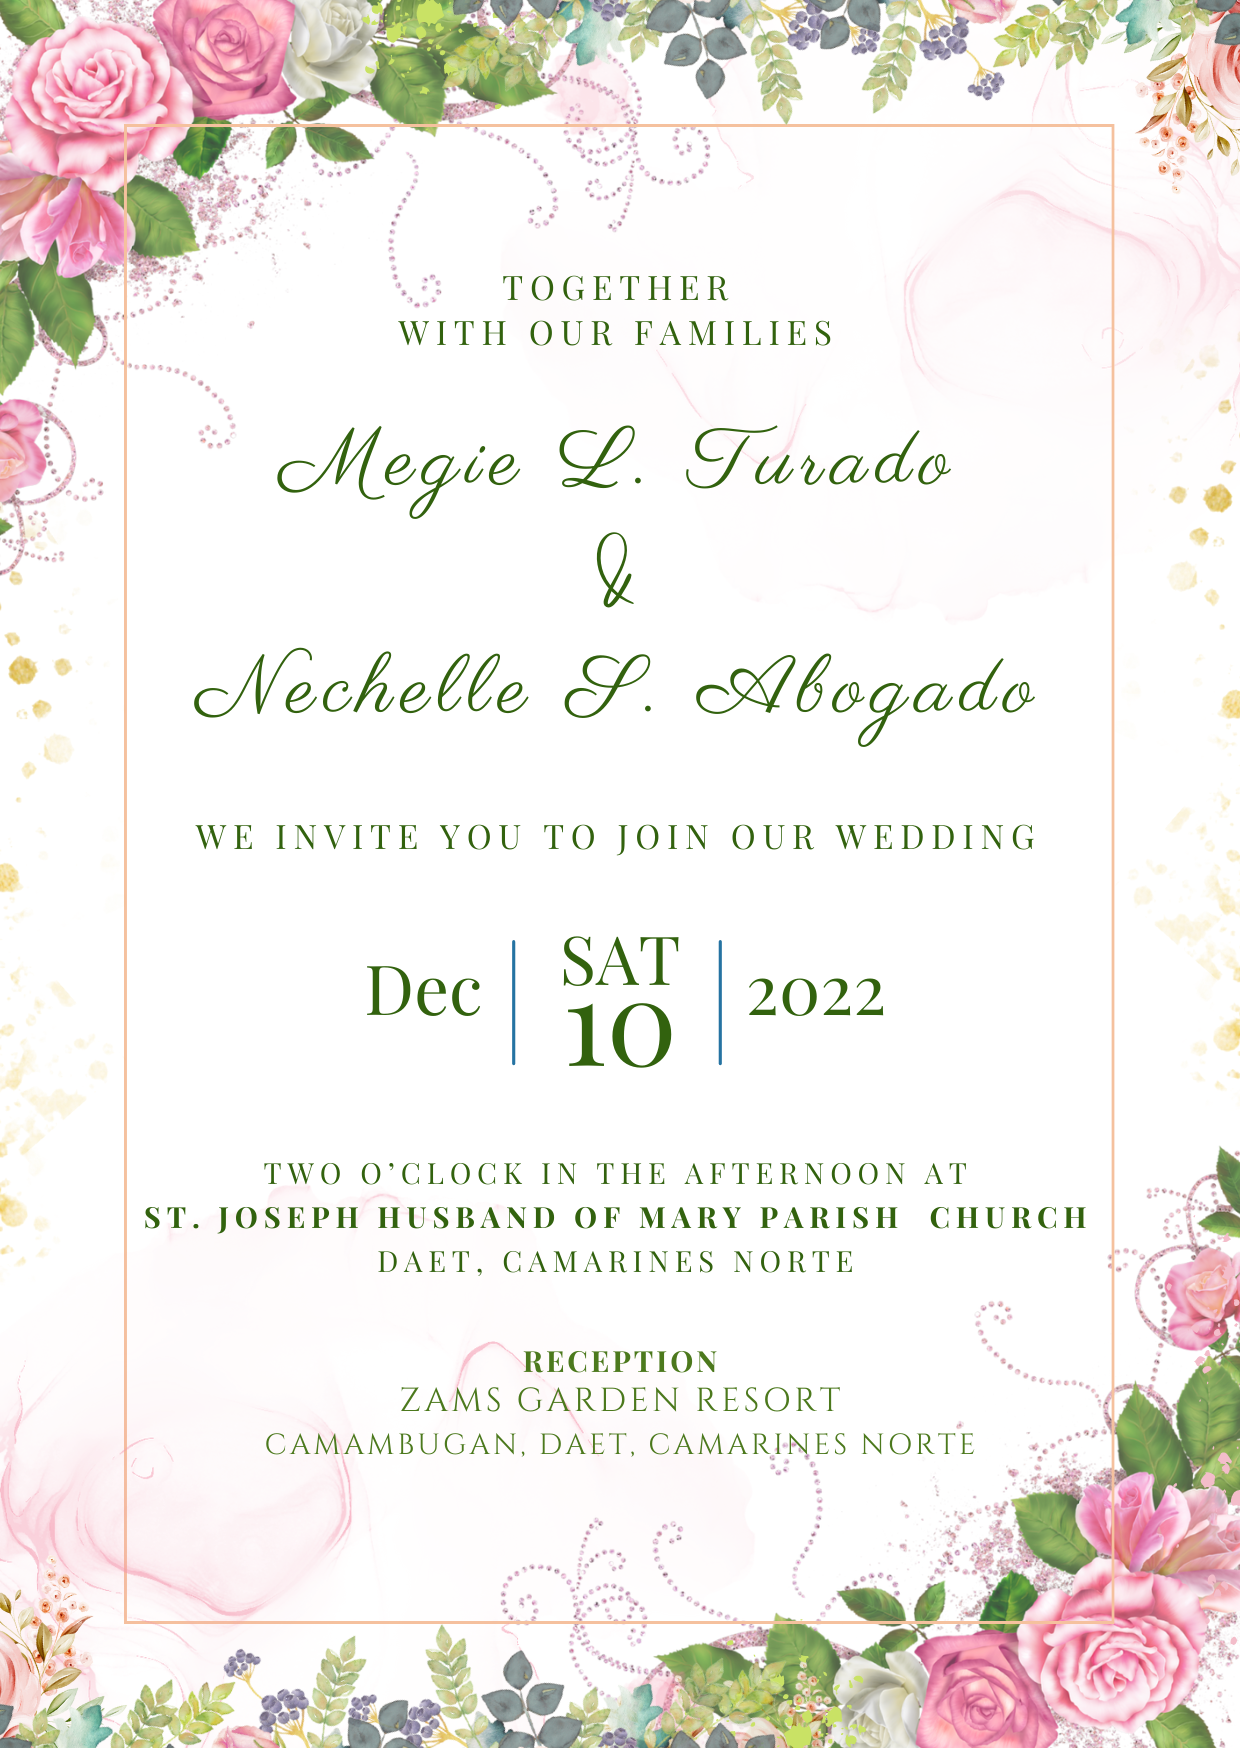 TOGETHER
WITH OUR FAMILIES
Megie L. Turado
&
Nechelle S. Abogado
WE INVITE YOU TO JOIN OUR WEDDING
Dec
SAT
10
2022
TWO O’CLOCK IN THE AFTERNOON AT
ST. JOSEPH HUSBAND OF MARY PARISH CHURCH
DAET, CAMARINES NORTE
RECEPTION
ZAMS GARDEN RESORT
CAMAMBUGAN, DAET, CAMARINES NORTE